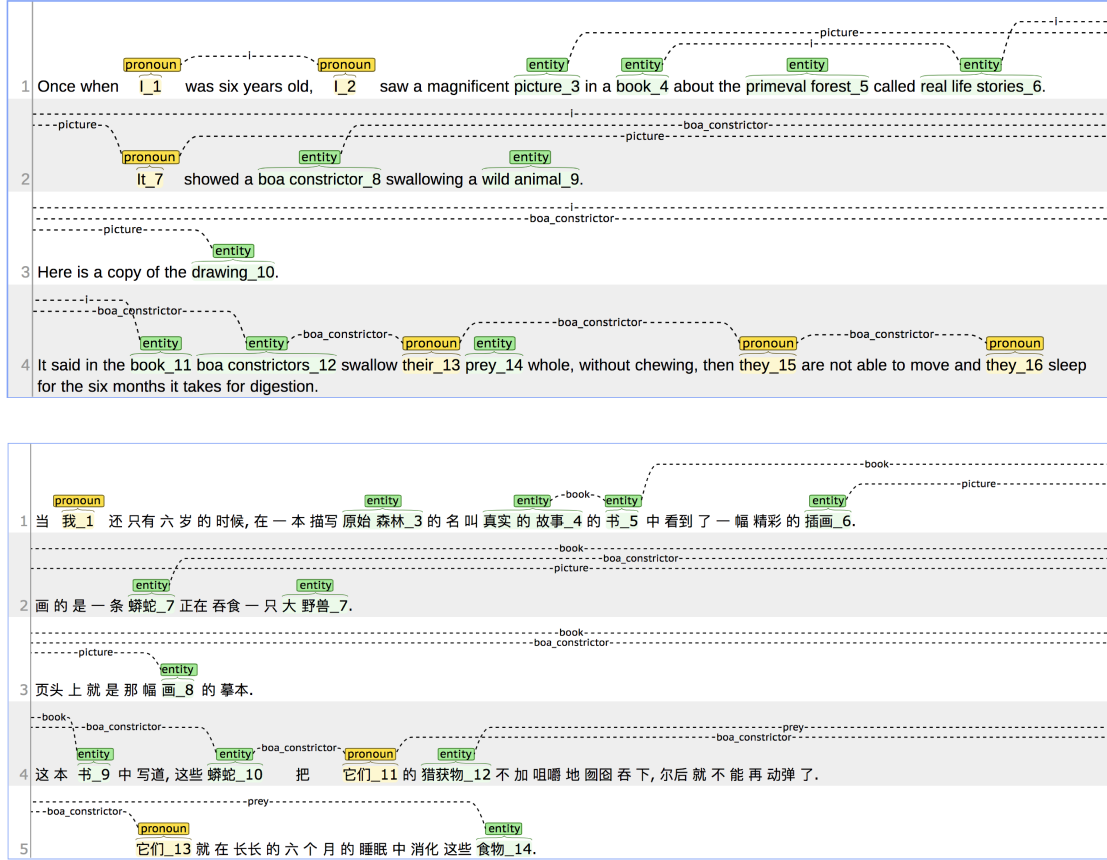 i
picture
pronoun i pronoun entity entity i entity entity
1 Once when I_1 was six years old, I_2 saw a magnificent picture_3 in a book_4 about the primeval forest_5 called real life stories_6.
i
picture boa_constrictor
picture
pronoun entity entity
2 It_7 showed a boa constrictor_8 swallowing a wild animal_9.
i
boa_constrictor
picture
entity
3 Here is a copy of the drawing_10.
i
boa_constrictor
boa_constrictor
boa_constrictor boa_constrictor
entity entity pronoun entity pronoun pronoun
4 It said in the book_11 boa constrictors_12 swallow their_13 prey_14 whole, without chewing, then they_15 are not able to move and they_16 sleep
for the six months it takes for digestion.
book
picture
pronoun entity entity book entity entity
1 当 我_1 还 只有 六 岁 的 时候, 在 一 本 描写 原始 森林_3 的 名 叫 真实 的 故事_4 的 书_5 中 看到 了 一 幅 精彩 的 插画_6.
book
boa_constrictor
picture
entity entity
2 画 的 是 一 条 蟒蛇_7 正在 吞食 一 只 大 野兽_7.
book
boa_constrictor
picture
entity
3 页头 上 就 是 那 幅 画_8 的 摹本.
book
boa_constrictor prey
boa_constrictor
boa_constrictor
entity entity pronoun entity
4 这 本 书_9 中 写道, 这些 蟒蛇_10 把 它们_11 的 猎获物_12 不 加 咀嚼 地 囫囵 吞 下, 尔后 就 不 能 再 动弹 了.
prey
boa_constrictor
pronoun entity
5 它们_13 就 在 长长 的 六 个 月 的 睡眠 中 消化 这些 食物_14.